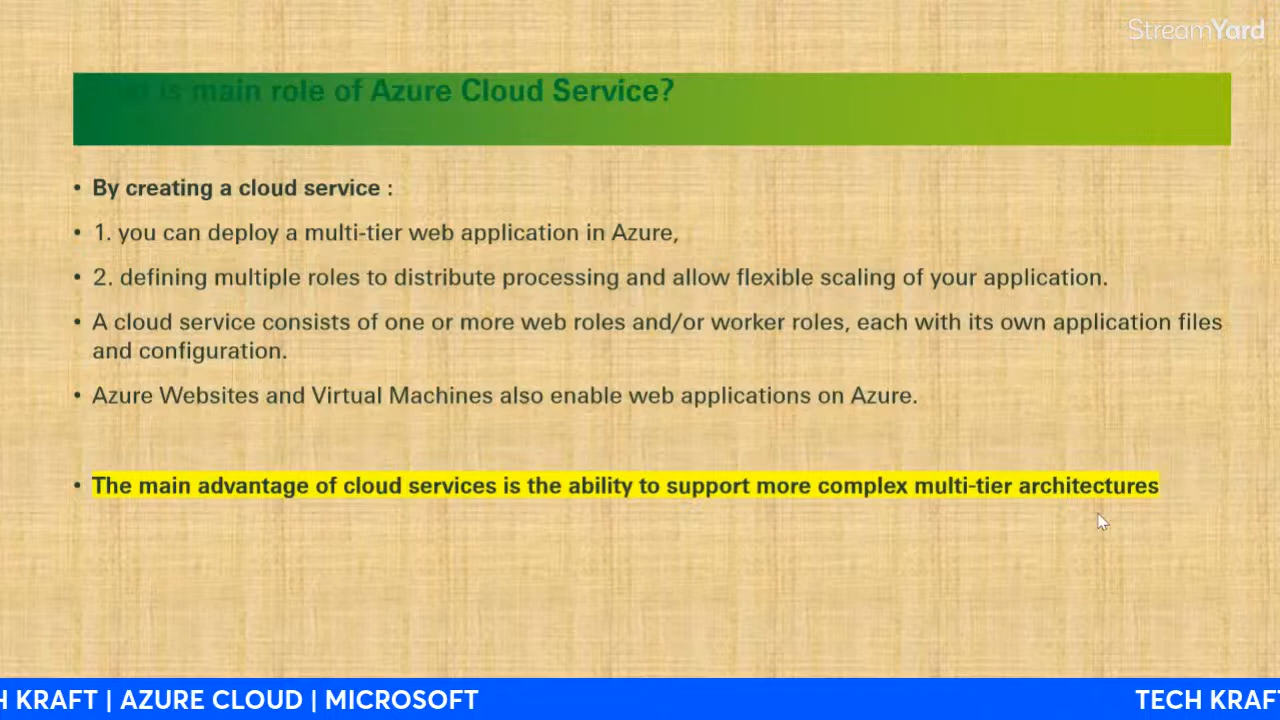 StreamYard
is main role of Azure Cloud Service?
• By creating a cloud service :
• 1. you can deploy a multi-tier web application in Azure,
• 2. defining multiple roles to distribute processing and allow flexible scaling of your application.
• A cloud service consists of one or more web roles and/or worker roles, each with its own application files
and configuration.
• Azure Websites and Virtual Machines also enable web applications on Azure.
• The main advantage of cloud services is the ability to support more complex multi-tier architectures
H KRAFT | AZURE CLOUD | MICROSOFT
TECH KRAFT